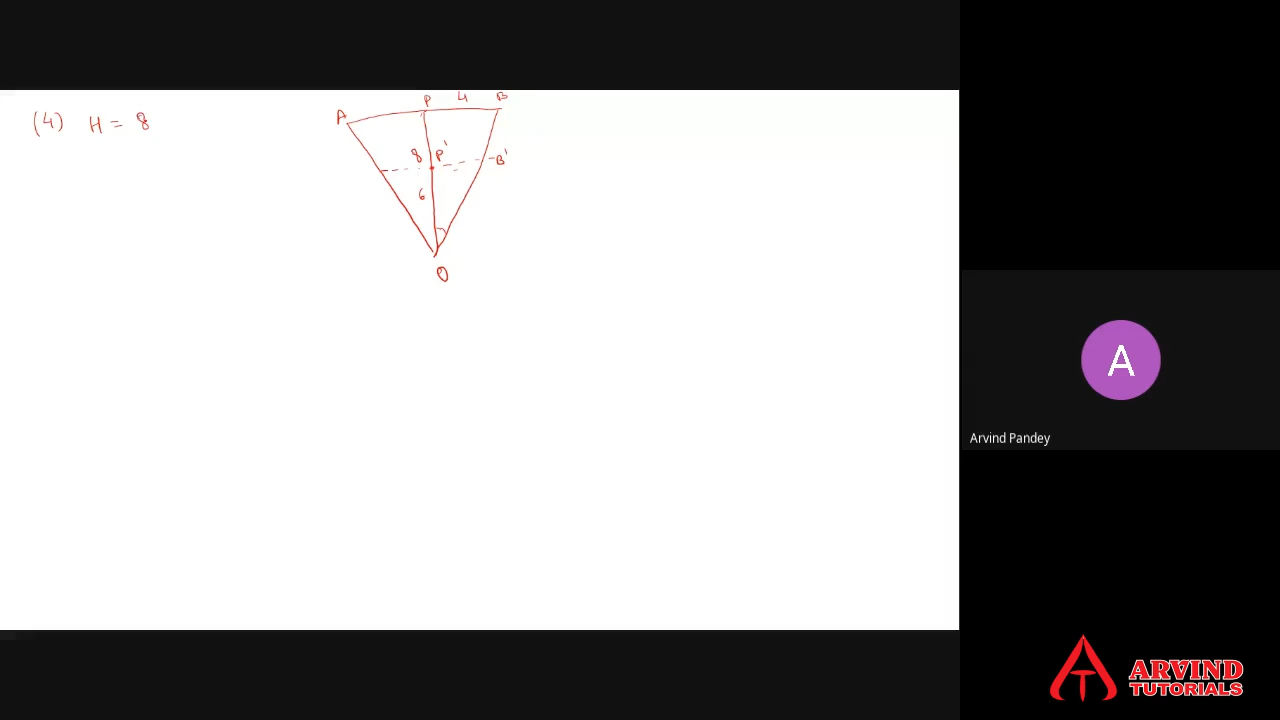 (4) H = 8
A P 4 B
8 P' B'
6
O
A
Arvind Pandey
ARVIND
TUTORIALS